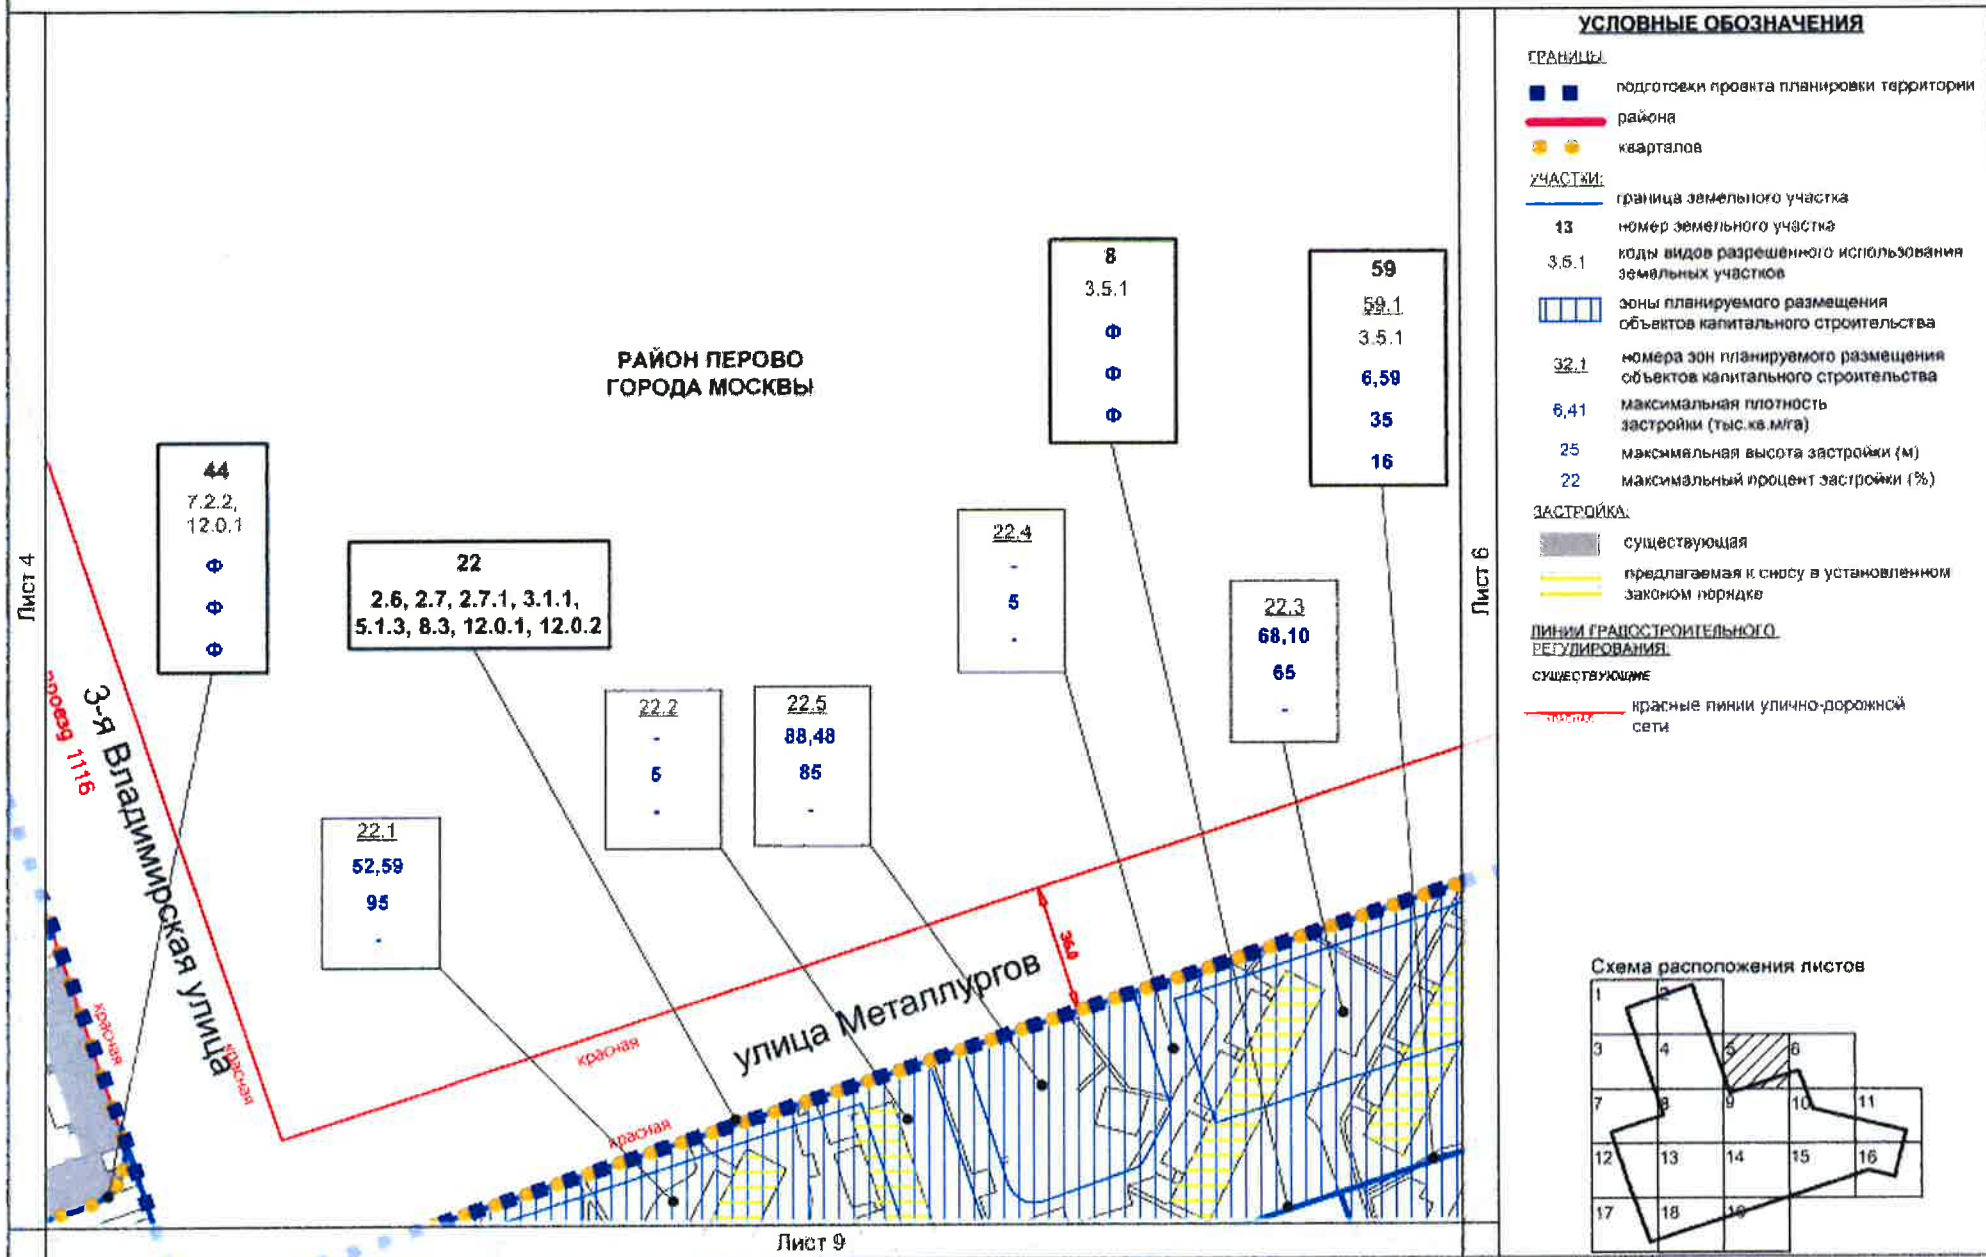 Лист 4
3-я Владимирская улица
проезд 1116
красная
красная
44
7.2.2,
12.0.1
Ф
Ф
Ф
22
2.6, 2.7, 2.7.1, 3.1.1,
5.1.3, 8.3, 12.0.1, 12.0.2
22.1
52,59
95
-
22.2
-
5
-
22.5
88,48
85
-
РАЙОН ПЕРОВО
ГОРОДА МОСКВЫ
22.4
-
5
-
8
3.5.1
Ф
Ф
Ф
22.3
68,10
65
-
59
59.1
3.5.1
6,59
35
16
красная
красная
улица Металлургов
36.0
Лист 6
Лист 9
УСЛОВНЫЕ ОБОЗНАЧЕНИЯ
ГРАНИЦЫ:
подготовки проекта планировки территории
района
кварталов
УЧАСТКИ:
граница земельного участка
13 номер земельного участка
3.5.1 коды видов разрешенного использования
земельных участков
зоны планируемого размещения
объектов капитального строительства
32.1 номера зон планируемого размещения
объектов капитального строительства
6,41 максимальная плотность
застройки (тыс.кв.м/га)
25 максимальная высота застройки (м)
22 максимальный процент застройки (%)
ЗАСТРОЙКА:
существующая
предлагаемая к сносу в установленном
законом порядке
ЛИНИИ ГРАДОСТРОИТЕЛЬНОГО
РЕГУЛИРОВАНИЯ:
СУЩЕСТВУЮЩИЕ
красные линии улично-дорожной
сети
Схема расположения листов
1 2
3 4 5 6
7 8 9 10 11
12 13 14 15 16
17 18 19